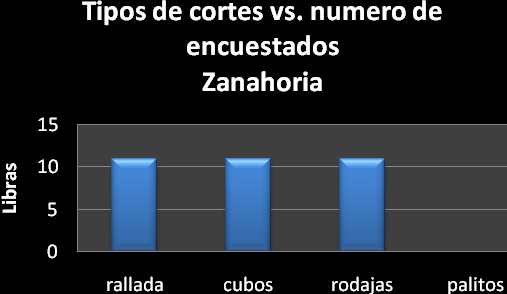 Tipos de cortes vs. numero de
encuestados
Zanahoria
15
10
5
0
Libras
rallada cubos rodajas palitos